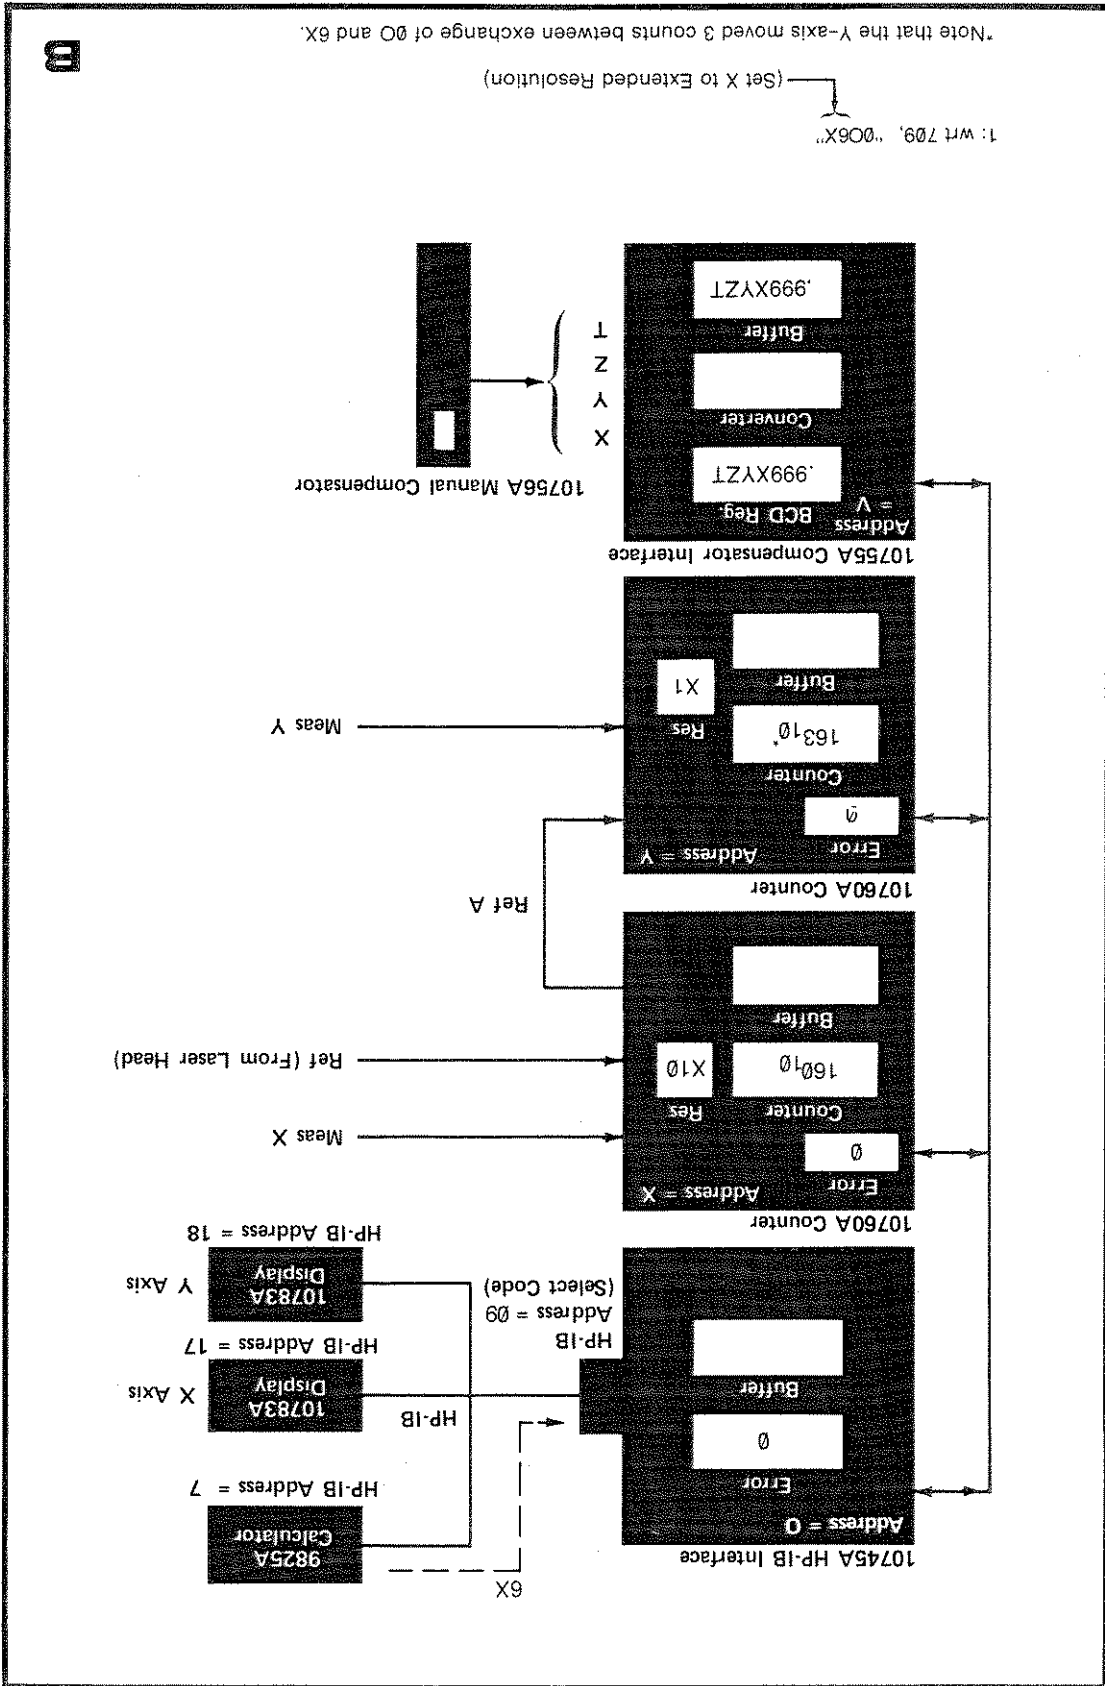 10745A HP-IB Interface
Address = O
Error
Ø
Buffer
HP-IB
Address = Ø9
(Select Code)
6X
9825A
Calculator
HP-IB Address = 7
HP-IB
10783A
Display
X Axis
HP-IB Address = 17
10783A
Display
Y Axis
HP-IB Address = 18
10760A Counter
Address = X
Error
Ø
Counter
16Ø₁Ø
Res
X1Ø
Buffer
Meas X
Ref (From Laser Head)
Ref A
10760A Counter
Address = Y
Error
Ø
Counter
163₁Ø*
Res
X1
Buffer
Meas Y
10755A Compensator Interface
Address
= V
BCD Reg.
.999XYZT
Converter
Buffer
.999XYZT
10756A Manual Compensator
X
Y
Z
T
1: wrt 7Ø9, "ØO6X"
(Set X to Extended Resolution)
*Note that the Y-axis moved 3 counts between exchange of ØO and 6X.
B